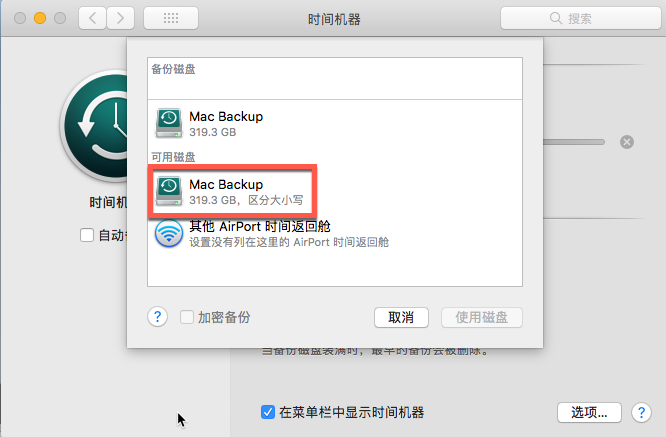 时间机器
搜索
备份磁盘
Mac Backup
319.3 GB
可用磁盘
Mac Backup
319.3 GB，区分大小写
其他 AirPort 时间返回舱
设置没有列在这里的 AirPort 时间返回舱
时间机
自动
? 加密备份
取消
使用磁盘
当备份磁盘装满时，最早的备份会被删除。
在菜单栏中显示时间机器
选项...
?